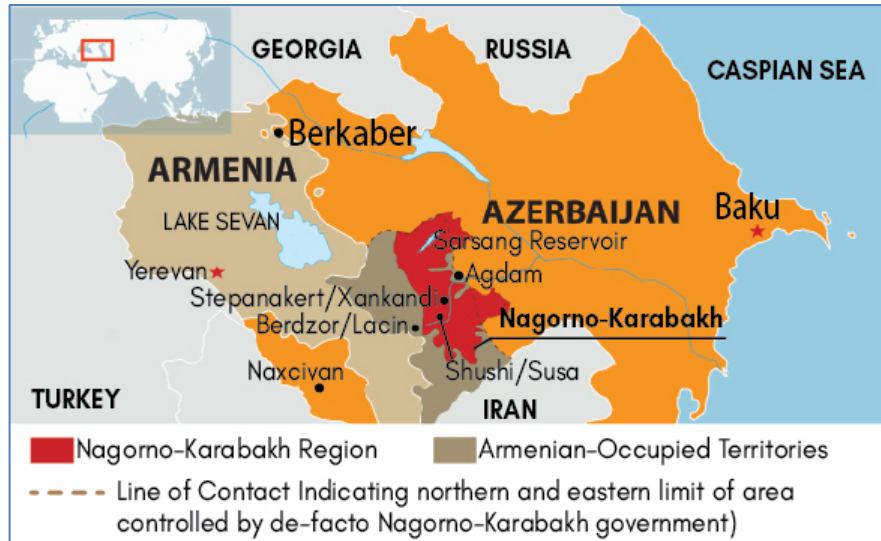 GEORGIA
RUSSIA
CASPIAN SEA
Berkaber
ARMENIA
LAKE SEVAN
AZERBAIJAN
Baku
Sarsang Reservoir
Yerevan
Agdam
Stepanakert/Xankandi
Berdzor/Lacin
Nagorno-Karabakh
Naxcivan
Shushi/Susa
TURKEY
IRAN
Nagorno-Karabakh Region
Armenian-Occupied Territories
Line of Contact Indicating northern and eastern limit of area
controlled by de-facto Nagorno-Karabakh government)